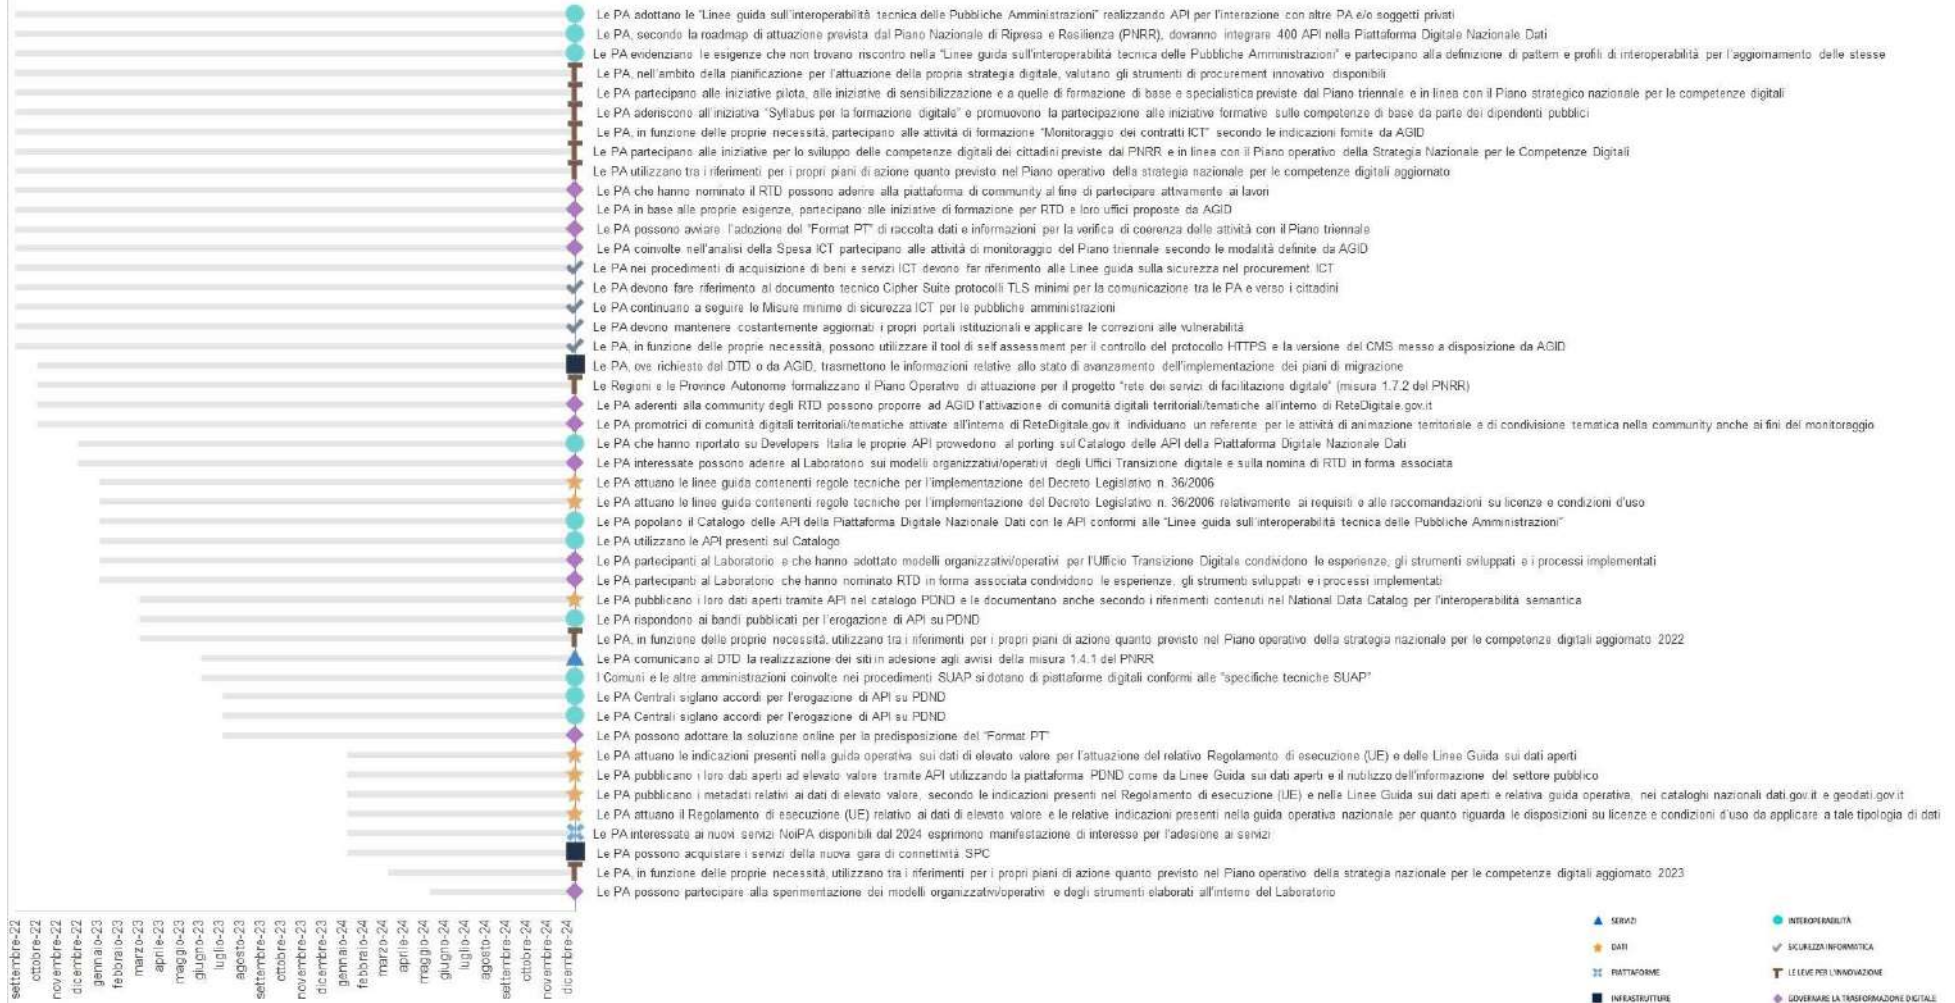 Le PA adottano le "Linee guida sull'interoperabilità tecnica delle Pubbliche Amministrazioni" realizzando API per l'interazione con altre PA e/o soggetti privati
Le PA, secondo la roadmap di attuazione prevista dal Piano Nazionale di Ripresa e Resilienza (PNRR), dovranno integrare 400 API nella Piattaforma Digitale Nazionale Dati
Le PA evidenziano le esigenze che non trovano riscontro nella "Linee guida sull'interoperabilità tecnica delle Pubbliche Amministrazioni" e partecipano alla definizione di pattern e profili di interoperabilità per l'aggiornamento delle stesse
Le PA, nell'ambito della pianificazione per l'attuazione della propria strategia digitale, valutano gli strumenti di procurement innovativo disponibili
Le PA partecipano alle iniziative pilota, alle iniziative di sensibilizzazione e a quelle di formazione di base e specialistica previste dal Piano triennale e in linea con il Piano strategico nazionale per le competenze digitali
Le PA aderiscono all'iniziativa "Syllabus per la formazione digitale" e promuovono la partecipazione alle iniziative formative sulle competenze di base da parte dei dipendenti pubblici
Le PA, in funzione delle proprie necessità, partecipano alle attività di formazione "Monitoraggio dei contratti ICT" secondo le indicazioni fornite da AGID
Le PA partecipano alle iniziative per lo sviluppo delle competenze digitali dei cittadini previste dal PNRR e in linea con il Piano operativo della Strategia Nazionale per le Competenze Digitali
Le PA utilizzano tra i riferimenti per i propri piani di azione quanto previsto nel Piano operativo della strategia nazionale per le competenze digitali aggiornato
Le PA che hanno nominato il RTD possono aderire alla piattaforma di community al fine di partecipare attivamente ai lavori
Le PA in base alle proprie esigenze, partecipano alle iniziative di formazione per RTD e loro uffici proposte da AGID
Le PA possono avviare l'adozione del "Format PT" di raccolta dati e informazioni per la verifica di coerenza delle attività con il Piano triennale
Le PA coinvolte nell'analisi della Spesa ICT partecipano alle attività di monitoraggio del Piano triennale secondo le modalità definite da AGID
Le PA nei procedimenti di acquisizione di beni e servizi ICT devono far riferimento alle Linee guida sulla sicurezza nel procurement ICT
Le PA devono fare riferimento al documento tecnico Cipher Suite protocolli TLS minimi per la comunicazione tra le PA e verso i cittadini
Le PA continuano a seguire le Misure minime di sicurezza ICT per le pubbliche amministrazioni
Le PA devono mantenere costantemente aggiornati i propri portali istituzionali e applicare le correzioni alle vulnerabilità
Le PA, in funzione delle proprie necessità, possono utilizzare il tool di self assessment per il controllo del protocollo HTTPS e la versione del CMS messo a disposizione da AGID
Le PA, ove richiesto dal DTD o da AGID, trasmettono le informazioni relative allo stato di avanzamento dell'implementazione dei piani di migrazione
Le Regioni e le Province Autonome formalizzano il Piano Operativo di attuazione per il progetto "rete dei servizi di facilitazione digitale" (misura 1.7.2 del PNRR)
Le PA aderenti alla community degli RTD possono proporre ad AGID l'attivazione di comunità digitali territoriali/tematiche all'interno di ReteDigitale.gov.it
Le PA promotrici di comunità digitali territoriali/tematiche attivate all'interno di ReteDigitale.gov.it individuano un referente per le attività di animazione territoriale e di condivisione tematica nella community anche ai fini del monitoraggio
Le PA che hanno riportato su Developers Italia le proprie API provvedono al porting sul Catalogo delle API della Piattaforma Digitale Nazionale Dati
Le PA interessate possono aderire al Laboratorio sui modelli organizzativi/operativi degli Uffici Transizione digitale e sulla nomina di RTD in forma associata
Le PA attuano le linee guida contenenti regole tecniche per l'implementazione del Decreto Legislativo n. 36/2006
Le PA attuano le linee guida contenenti regole tecniche per l'implementazione del Decreto Legislativo n. 36/2006 relativamente ai requisiti e alle raccomandazioni su licenze e condizioni d'uso
Le PA popolano il Catalogo delle API della Piattaforma Digitale Nazionale Dati con le API conformi alle "Linee guida sull'interoperabilità tecnica delle Pubbliche Amministrazioni"
Le PA utilizzano le API presenti sul Catalogo
Le PA partecipanti al Laboratorio e che hanno adottato modelli organizzativi/operativi per l'Ufficio Transizione Digitale condividono le esperienze, gli strumenti sviluppati e i processi implementati
Le PA partecipanti al Laboratorio che hanno nominato RTD in forma associata condividono le esperienze, gli strumenti sviluppati e i processi implementati
Le PA pubblicano i loro dati aperti tramite API nel catalogo PDND e le documentano anche secondo i riferimenti contenuti nel National Data Catalog per l'interoperabilità semantica
Le PA rispondono ai bandi pubblicati per l'erogazione di API su PDND
Le PA, in funzione delle proprie necessità, utilizzano tra i riferimenti per i propri piani di azione quanto previsto nel Piano operativo della strategia nazionale per le competenze digitali aggiornato 2022
Le PA comunicano al DTD la realizzazione dei siti in adesione agli avvisi della misura 1.4.1 del PNRR
I Comuni e le altre amministrazioni coinvolte nei procedimenti SUAP si dotano di piattaforme digitali conformi alle "specifiche tecniche SUAP"
Le PA Centrali siglano accordi per l'erogazione di API su PDND
Le PA Centrali siglano accordi per l'erogazione di API su PDND
Le PA possono adottare la soluzione online per la predisposizione del "Format PT"
Le PA attuano le indicazioni presenti nella guida operativa sui dati di elevato valore per l'attuazione del relativo Regolamento di esecuzione (UE) e delle Linee Guida sui dati aperti
Le PA pubblicano i loro dati aperti ad elevato valore tramite API utilizzando la piattaforma PDND come da Linee Guida sui dati aperti e il riutilizzo dell'informazione del settore pubblico
Le PA pubblicano i metadati relativi ai dati di elevato valore, secondo le indicazioni presenti nel Regolamento di esecuzione (UE) e nelle Linee Guida sui dati aperti e relativa guida operativa, nei cataloghi nazionali dati.gov.it e geodati.gov.it
Le PA attuano il Regolamento di esecuzione (UE) relativo ai dati di elevato valore e le relative indicazioni presenti nella guida operativa nazionale per quanto riguarda le disposizioni su licenze e condizioni d'uso da applicare a tale tipologia di dati
Le PA interessate ai nuovi servizi NoiPA disponibili dal 2024 esprimono manifestazione di interesse per l'adesione ai servizi
Le PA possono acquistare i servizi della nuova gara di connettività SPC
Le PA, in funzione delle proprie necessità, utilizzano tra i riferimenti per i propri piani di azione quanto previsto nel Piano operativo della strategia nazionale per le competenze digitali aggiornato 2023
Le PA possono partecipare alla sperimentazione dei modelli organizzativi/operativi e degli strumenti elaborati all'interno del Laboratorio
settembre-22
ottobre-22
novembre-22
dicembre-22
gennaio-23
febbraio-23
marzo-23
aprile-23
maggio-23
giugno-23
luglio-23
agosto-23
settembre-23
ottobre-23
novembre-23
dicembre-23
gennaio-24
febbraio-24
marzo-24
aprile-24
maggio-24
giugno-24
luglio-24
agosto-24
settembre-24
ottobre-24
novembre-24
dicembre-24
SERVIZI
INTEROPERABILITÀ
DATI
SICUREZZA INFORMATICA
PIATTAFORME
LE LEVE PER L'INNOVAZIONE
INFRASTRUTTURE
GOVERNARE LA TRASFORMAZIONE DIGITALE